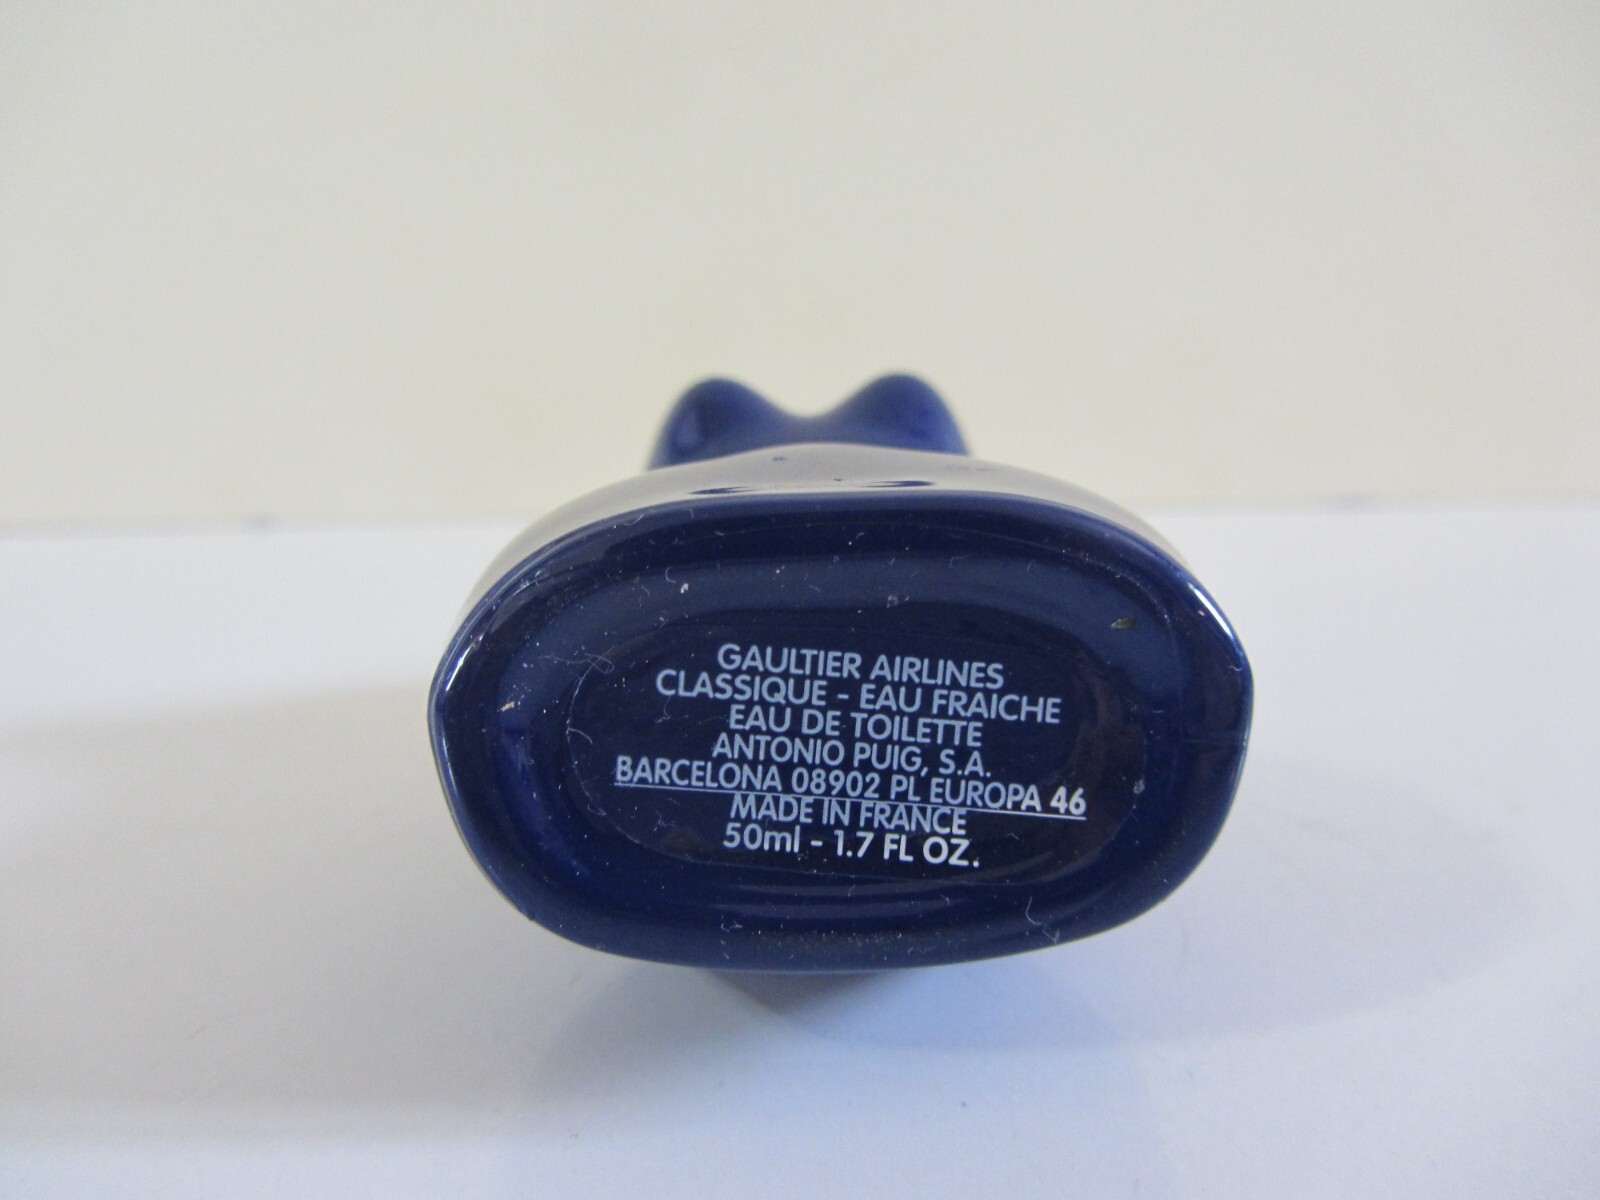 GAULTIER AIRLINES
CLASSIQUE - EAU FRAICHE
EAU DE TOILETTE
ANTONIO PUIG, S.A.
BARCELONA 08902 PL EUROPA 46
MADE IN FRANCE
50ml - 1.7 FL OZ.